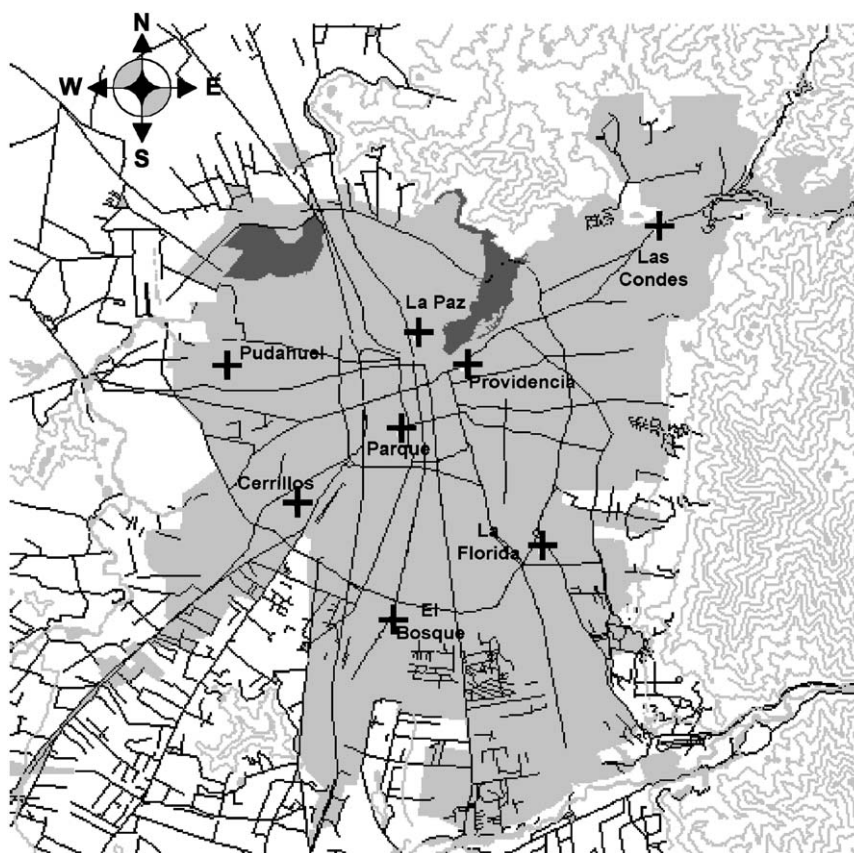 N
W E
S
Las
Condes
La Paz
Pudahuel
Providencia
Parque
Cerrillos
La
Florida
El
Bosque